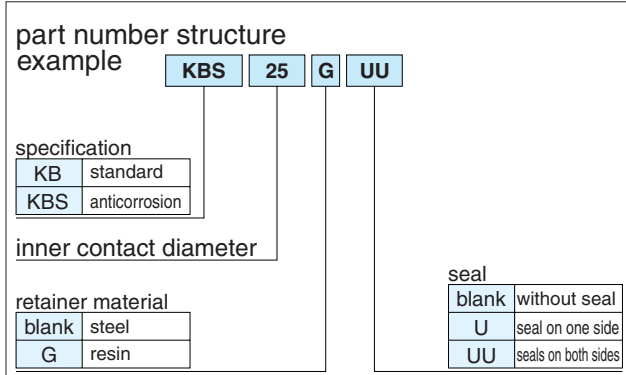 part number structure
example
KBS 25 G UU
specification
KB standard
KBS anticorrosion
inner contact diameter
retainer material
blank steel
G resin
seal
blank without seal
U seal on one side
UU seals on both sides